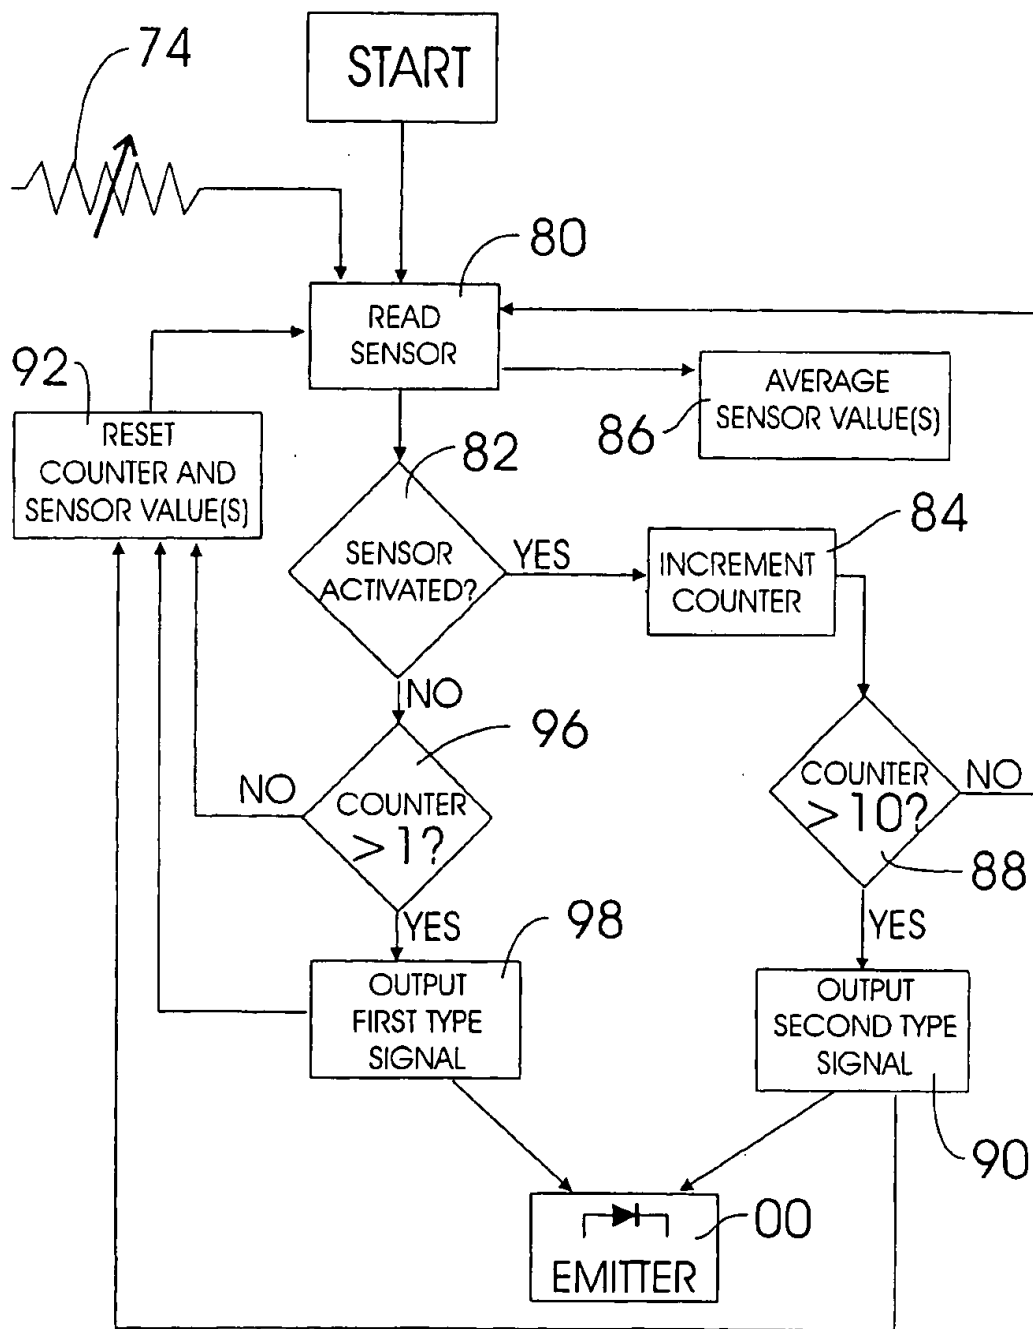 74
START
80
READ
SENSOR
92
RESET
COUNTER AND
SENSOR VALUE(S)
AVERAGE
SENSOR VALUE(S)
86
82
SENSOR
ACTIVATED?
YES
84
INCREMENT
COUNTER
NO
96
NO
COUNTER
> 1?
COUNTER
> 10?
NO
88
YES
98
YES
OUTPUT
FIRST TYPE
SIGNAL
OUTPUT
SECOND TYPE
SIGNAL
90
00
EMITTER